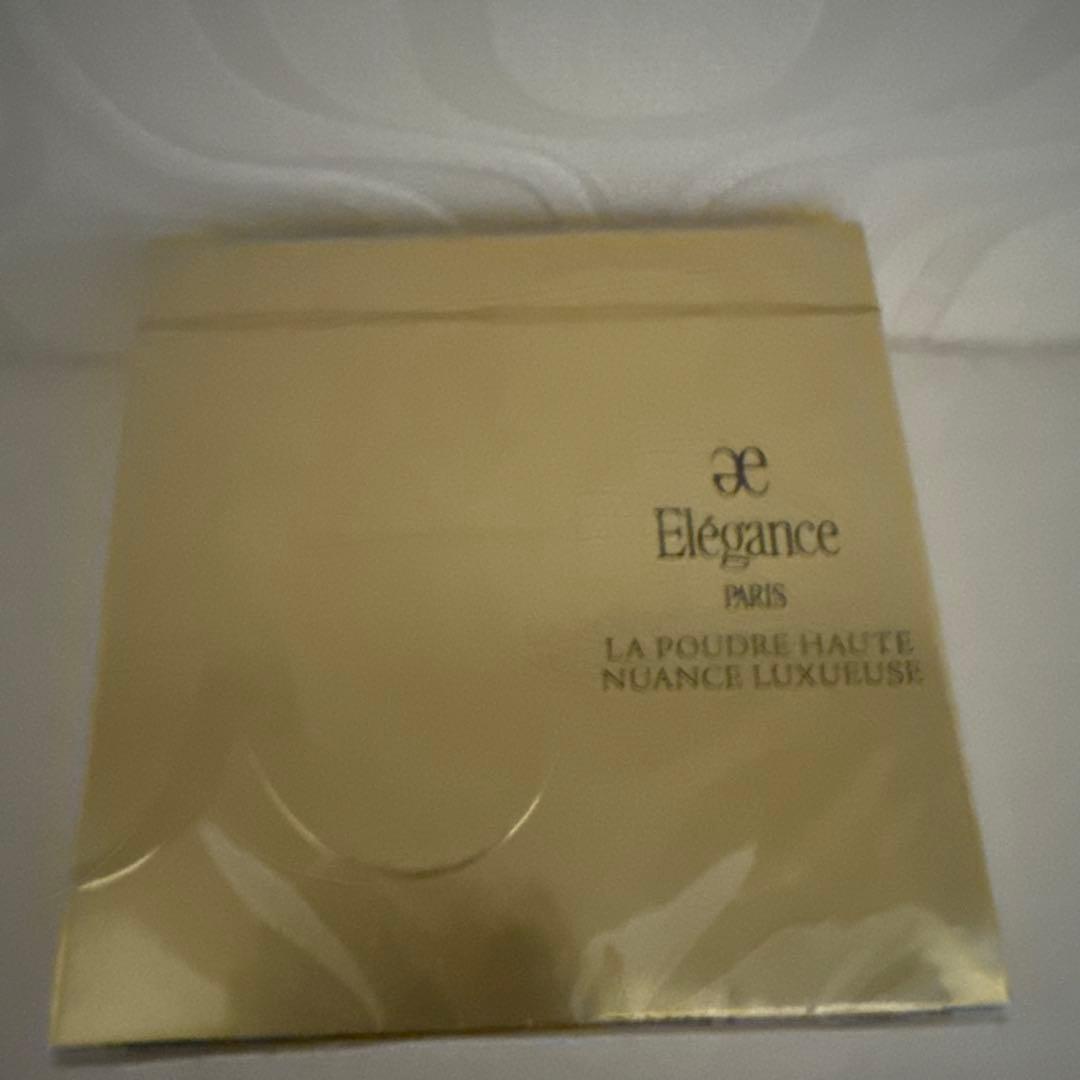 æ
Elégance
PARIS
LA POUDRE HAUTE
NUANCE LUXUEUSE